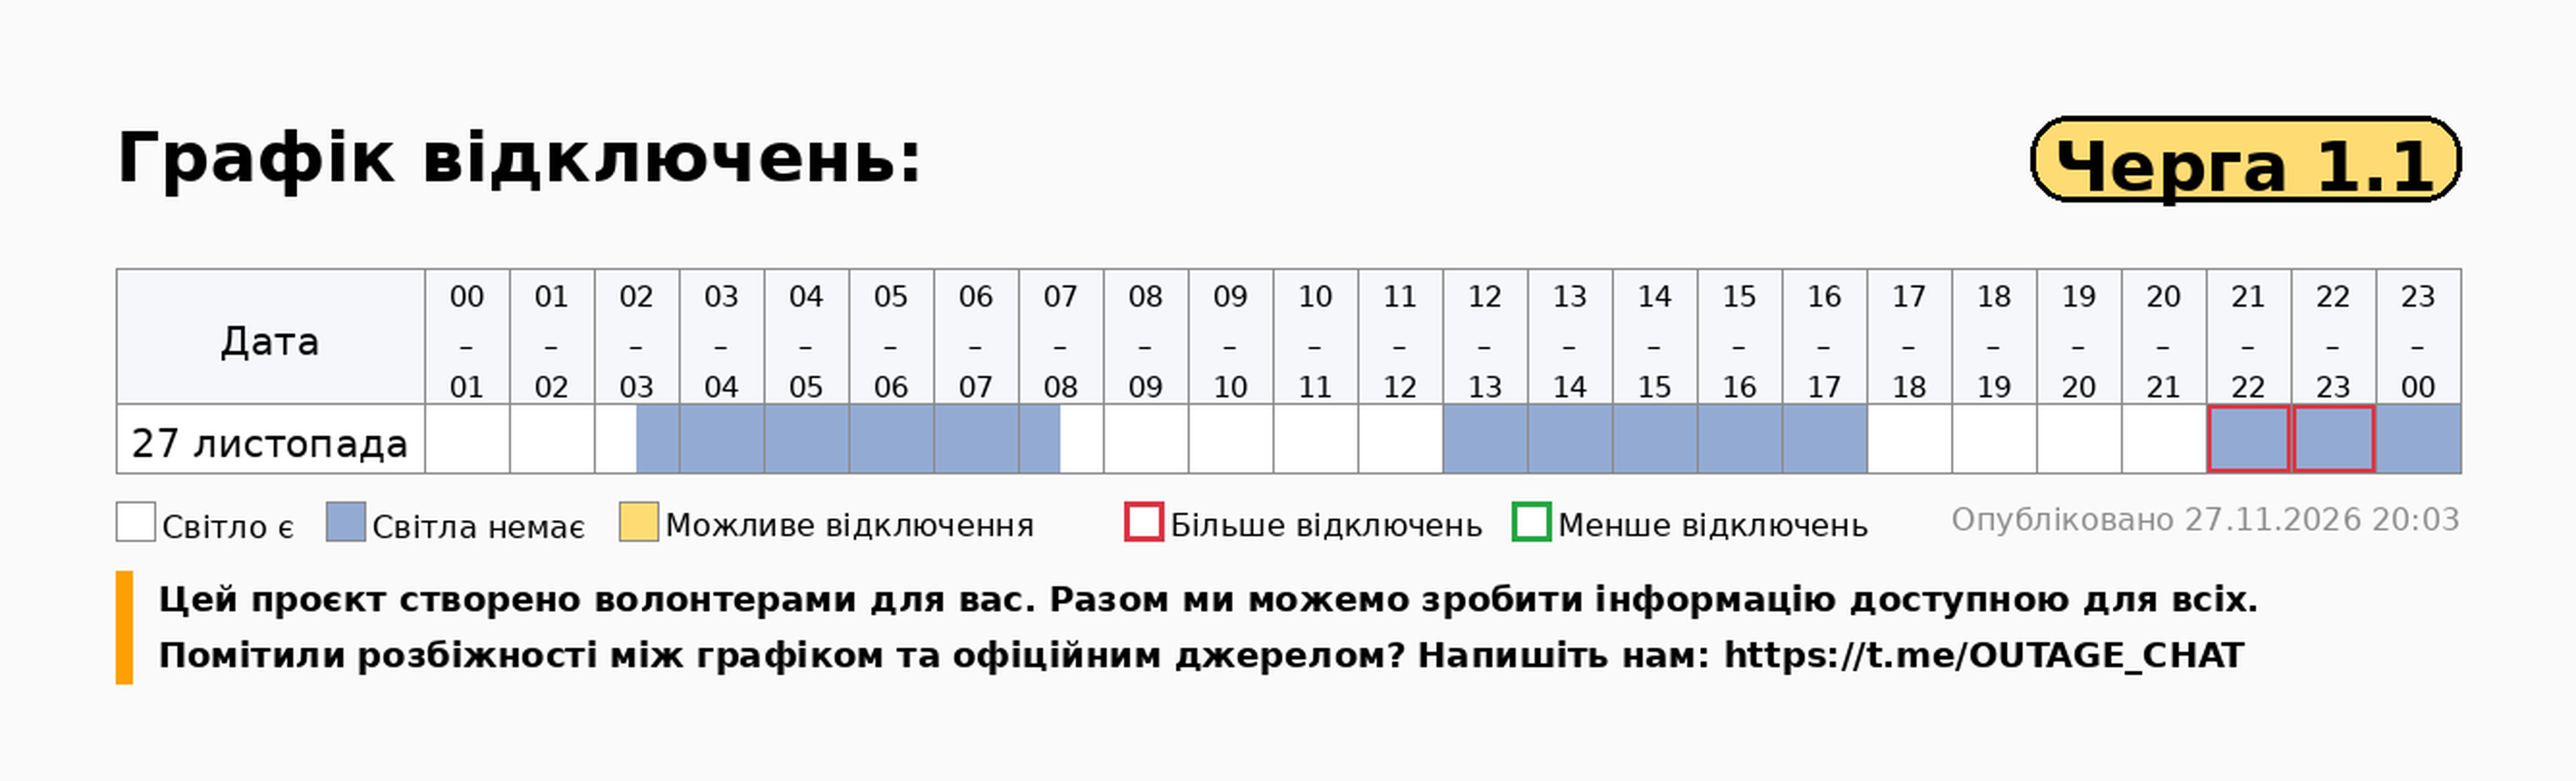 Графік відключень:
Черга 1.1
Дата
00 – 01
01 – 02
02 – 03
03 – 04
04 – 05
05 – 06
06 – 07
07 – 08
08 – 09
09 – 10
10 – 11
11 – 12
12 – 13
13 – 14
14 – 15
15 – 16
16 – 17
17 – 18
18 – 19
19 – 20
20 – 21
21 – 22
22 – 23
23 – 00
27 листопада
Світло є
Світла немає
Можливе відключення
Більше відключень
Менше відключень
Опубліковано 27.11.2026 20:03
Цей проєкт створено волонтерами для вас. Разом ми можемо зробити інформацію доступною для всіх.
Помітили розбіжності між графіком та офіційним джерелом? Напишіть нам: https://t.me/OUTAGE_CHAT